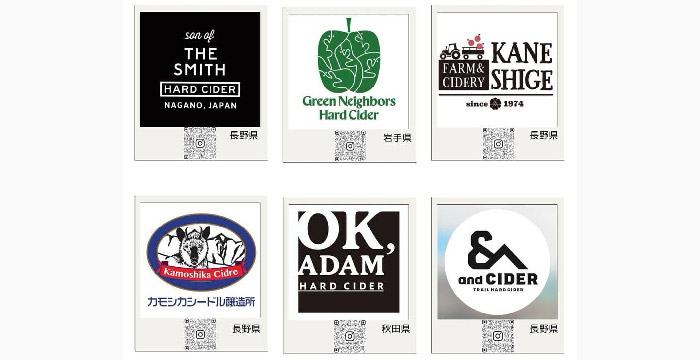 son of
THE
SMITH
HARD CIDER
NAGANO, JAPAN
長野県
Green Neighbors
Hard Cider
岩手県
FARM &
CIDERY
KANE
SHIGE
since 1974
長野県
Kamoshika Cidre
カモシカシードル醸造所
長野県
OK,
ADAM
HARD CIDER
秋田県
&
and CIDER
TRAIL HARD CIDER
長野県